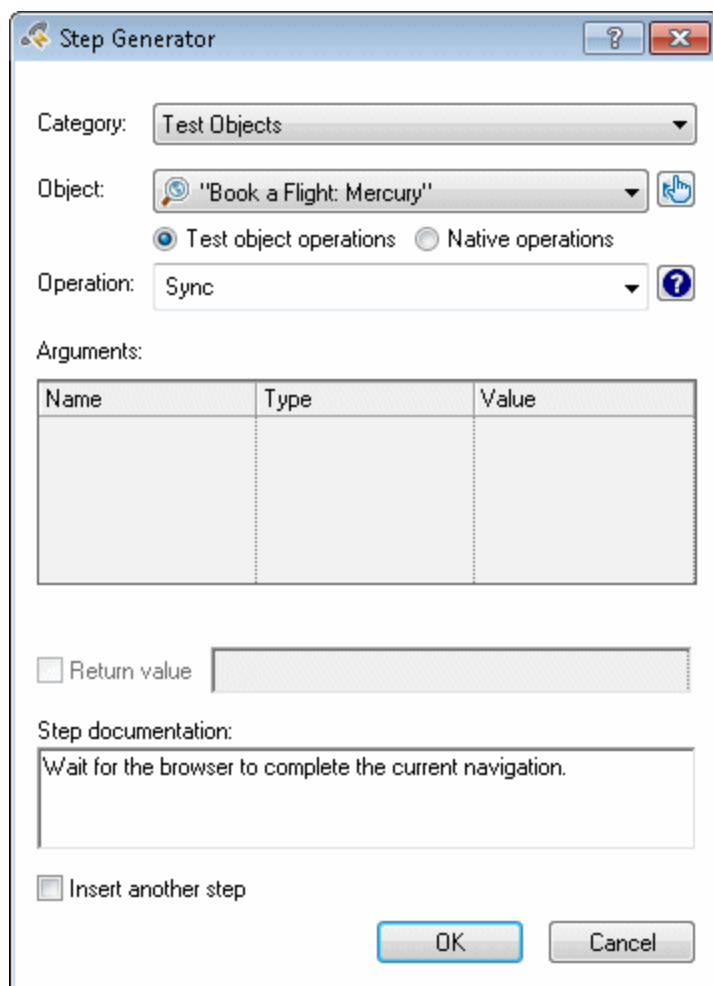 Step Generator
?
Category: Test Objects
Object: "Book a Flight: Mercury"
Test object operations Native operations
Operation: Sync ?
Arguments:
Name Type Value
Return value
Step documentation:
Wait for the browser to complete the current navigation.
Insert another step
OK Cancel